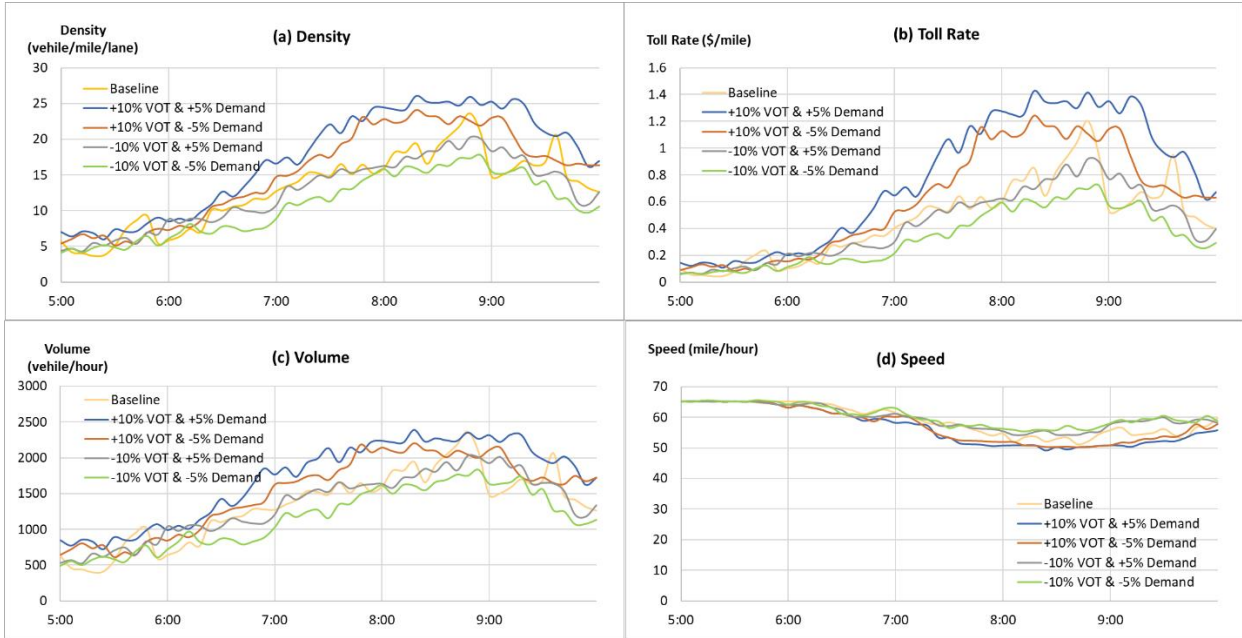 Density
(vehile/mile/lane)
(a) Density
30
25
20
15
10
5
0
Baseline
+10% VOT & +5% Demand
+10% VOT & -5% Demand
-10% VOT & +5% Demand
-10% VOT & -5% Demand
5:00 6:00 7:00 8:00 9:00
(b) Toll Rate
Toll Rate ($/mile)
1.6
1.4
1.2
1
0.8
0.6
0.4
0.2
0
Baseline
+10% VOT & +5% Demand
+10% VOT & -5% Demand
-10% VOT & +5% Demand
-10% VOT & -5% Demand
5:00 6:00 7:00 8:00 9:00
Volume
(vehile/hour)
(c) Volume
3000
2500
2000
1500
1000
500
0
Baseline
+10% VOT & +5% Demand
+10% VOT & -5% Demand
-10% VOT & +5% Demand
-10% VOT & -5% Demand
5:00 6:00 7:00 8:00 9:00
Speed (mile/hour)
(d) Speed
70
60
50
40
30
20
10
0
Baseline
+10% VOT & +5% Demand
+10% VOT & -5% Demand
-10% VOT & +5% Demand
-10% VOT & -5% Demand
5:00 6:00 7:00 8:00 9:00